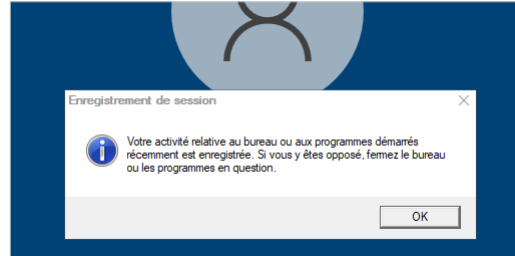 Enregistrement de session
Votre activité relative au bureau ou aux programmes démarrés
récemment est enregistrée. Si vous y êtes opposé, fermez le bureau
ou les programmes en question.
OK